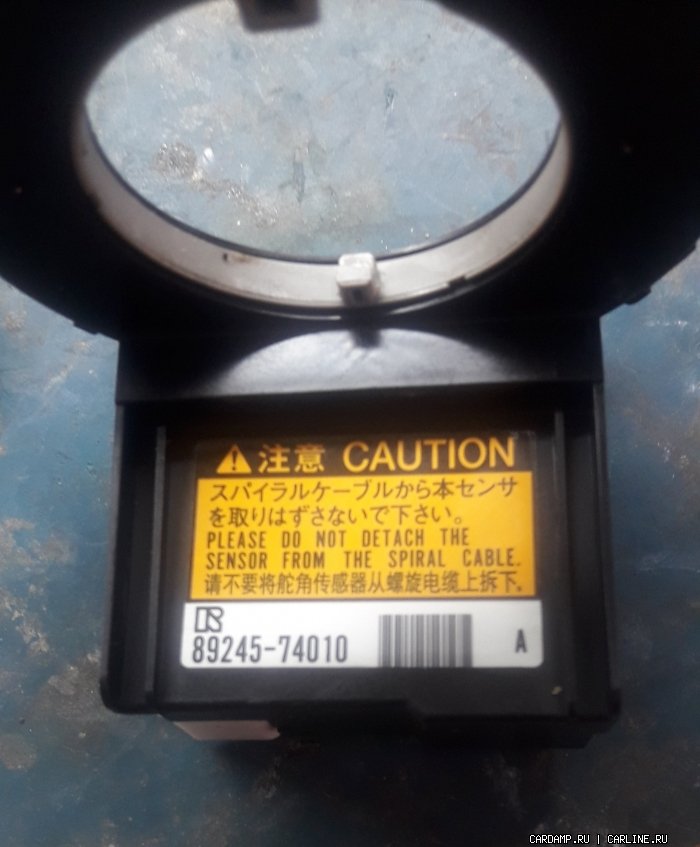 注意 CAUTION
スパイラルケーブルから本センサ
を取りはずさないで下さい。
PLEASE DO NOT DETACH THE
SENSOR FROM THE SPIRAL CABLE.
请不要将舵角传感器从螺旋电缆上拆下。
R
89245-74010 A
CARDAMP.RU | CARLINE.RU